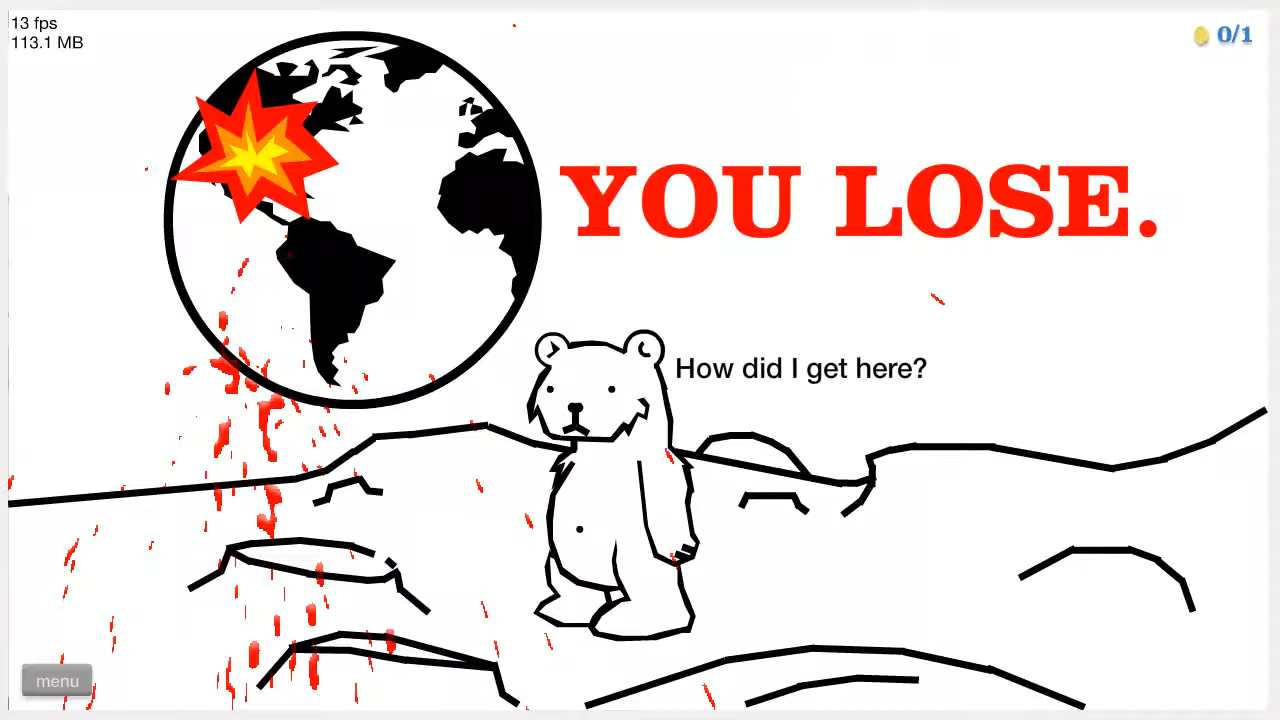 13 fps
113.1 MB
0/1
YOU LOSE.
How did I get here?
menu